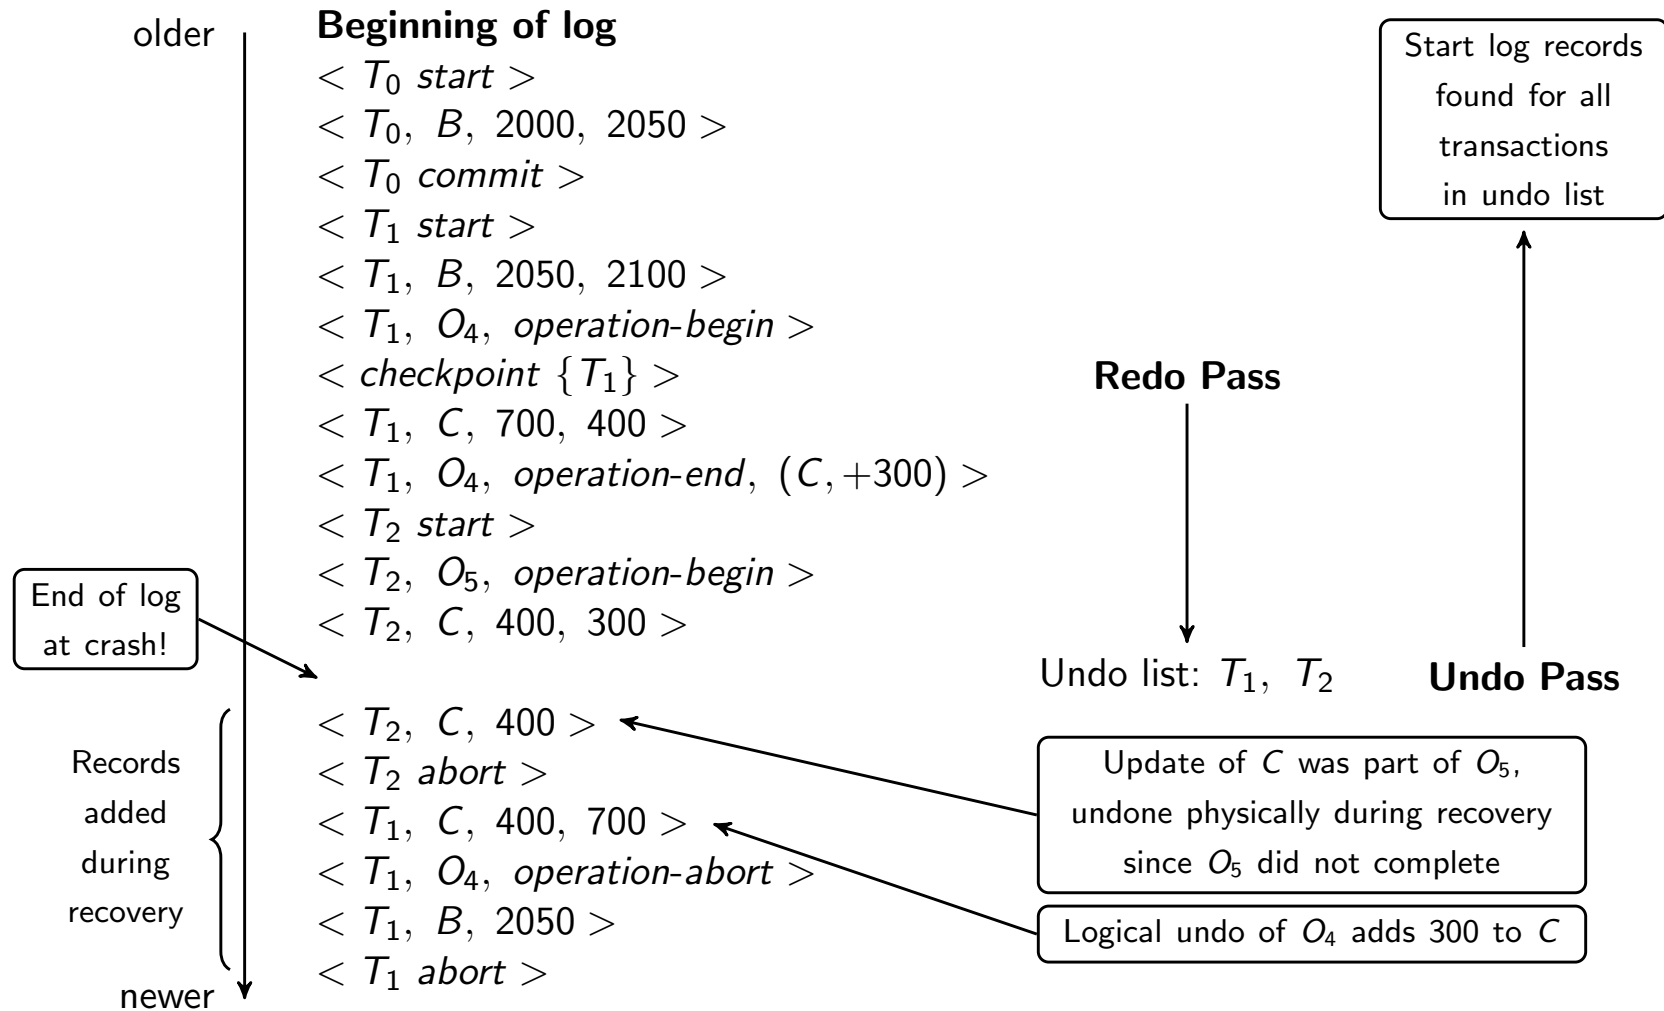 older
Beginning of log
< T₀ start >
< T₀, B, 2000, 2050 >
< T₀ commit >
< T₁ start >
< T₁, B, 2050, 2100 >
< T₁, O₄, operation-begin >
< checkpoint {T₁} >
< T₁, C, 700, 400 >
< T₁, O₄, operation-end, (C, +300) >
< T₂ start >
< T₂, O₅, operation-begin >
< T₂, C, 400, 300 >
End of log
at crash!
< T₂, C, 400 >
< T₂ abort >
< T₁, C, 400, 700 >
< T₁, O₄, operation-abort >
< T₁, B, 2050 >
< T₁ abort >
Records
added
during
recovery
newer
Redo Pass
Undo list: T₁, T₂
Start log records
found for all
transactions
in undo list
Undo Pass
Update of C was part of O₅,
undone physically during recovery
since O₅ did not complete
Logical undo of O₄ adds 300 to C